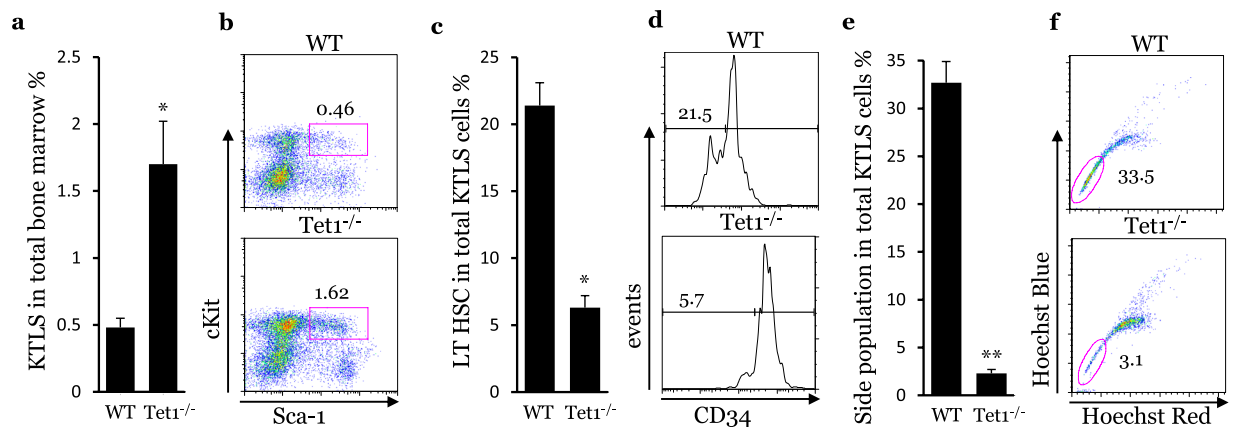 a
KTLS in total bone marrow %
2.5
2
1.5
1
0.5
0
*
WT
Tet1-/-
b
WT
0.46
Tet1-/-
1.62
cKit
Sca-1
c
LT HSC in total KTLS cells %
25
20
15
10
5
0
*
WT
Tet1-/-
d
WT
21.5
Tet1-/-
5.7
events
CD34
e
Side population in total KTLS cells %
35
30
25
20
15
10
5
0
**
WT
Tet1-/-
f
WT
33.5
Tet1-/-
3.1
Hoechst Blue
Hoechst Red